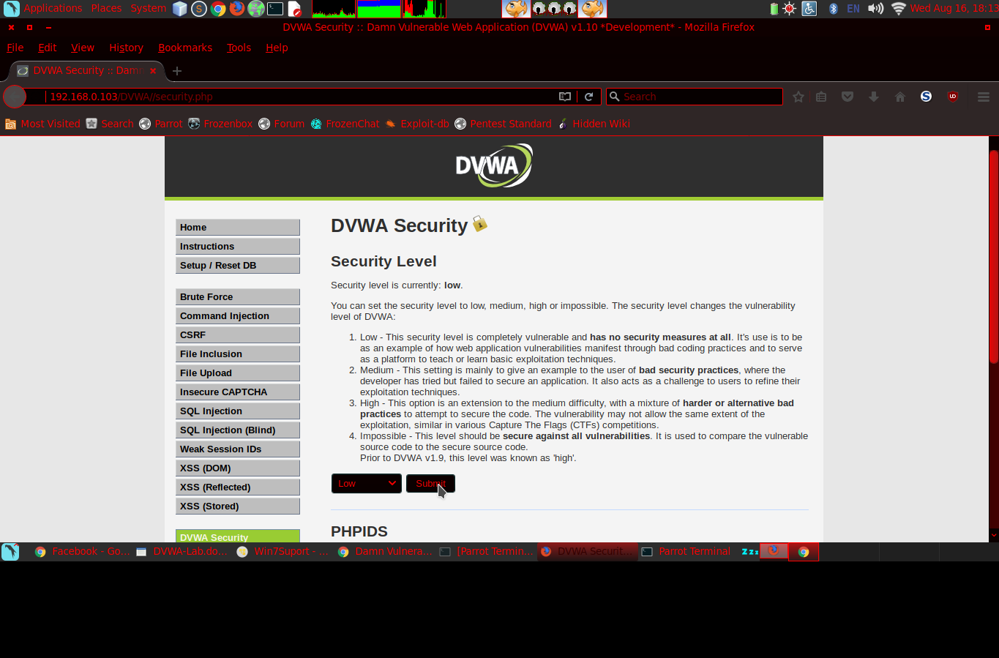 Applications Places System
EN
Wed Aug 16, 18:13
DVWA Security :: Damn Vulnerable Web Application (DVWA) v1.10 *Development* - Mozilla Firefox
File Edit View History Bookmarks Tools Help
DVWA Security :: Dam
192.168.0.103/DVWA//security.php
Search
Most Visited Search Parrot Frozenbox Forum FrozenChat Exploit-db Pentest Standard Hidden Wiki
DVWA
Home
Instructions
Setup / Reset DB
Brute Force
Command Injection
CSRF
File Inclusion
File Upload
Insecure CAPTCHA
SQL Injection
SQL Injection (Blind)
Weak Session IDs
XSS (DOM)
XSS (Reflected)
XSS (Stored)
DVWA Security
DVWA Security
Security Level
Security level is currently: low.
You can set the security level to low, medium, high or impossible. The security level changes the vulnerability
level of DVWA:
1. Low - This security level is completely vulnerable and has no security measures at all. It's use is to be
as an example of how web application vulnerabilities manifest through bad coding practices and to serve
as a platform to teach or learn basic exploitation techniques.
2. Medium - This setting is mainly to give an example to the user of bad security practices, where the
developer has tried but failed to secure an application. It also acts as a challenge to users to refine their
exploitation techniques.
3. High - This option is an extension to the medium difficulty, with a mixture of harder or alternative bad
practices to attempt to secure the code. The vulnerability may not allow the same extent of the
exploitation, similar in various Capture The Flags (CTFs) competitions.
4. Impossible - This level should be secure against all vulnerabilities. It is used to compare the vulnerable
source code to the secure source code.
Prior to DVWA v1.9, this level was known as 'high'.
Low
Submit
PHPIDS
Facebook - Go... DVWA-Lab.do... Win7Suport - ... Damn Vulnera... [Parrot Termin... DVWA Securit... Parrot Terminal zzz